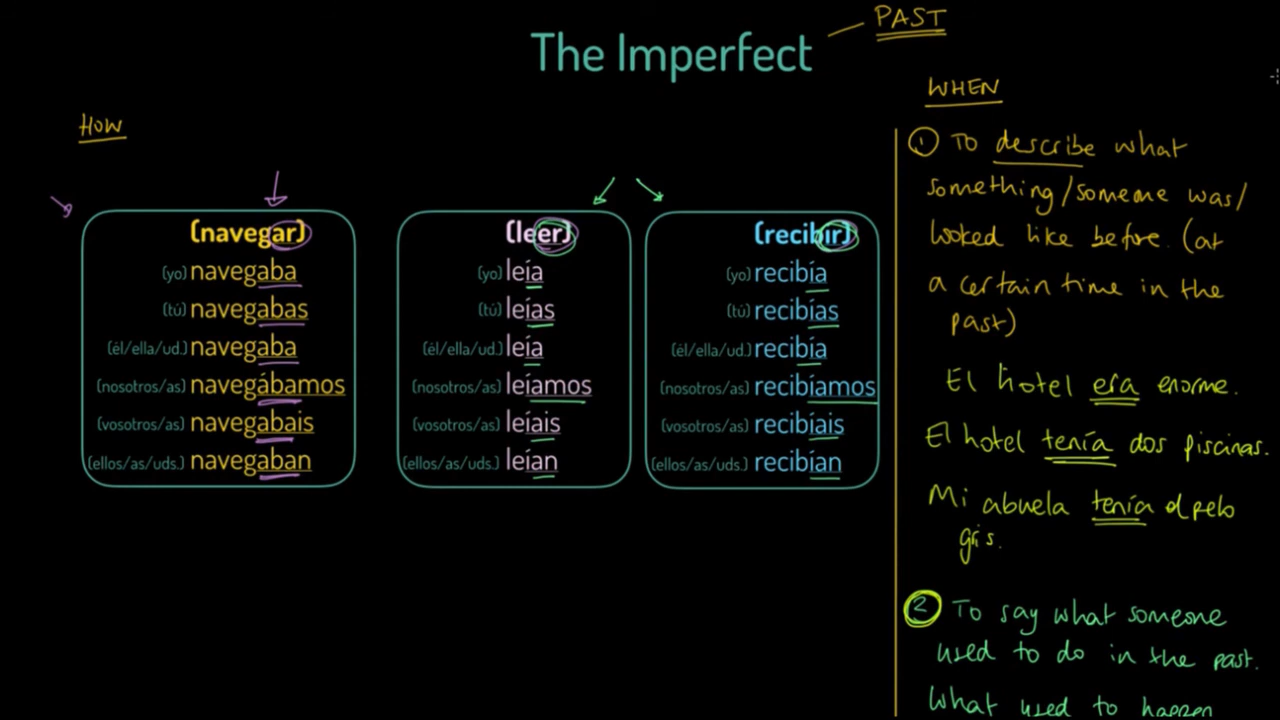 The Imperfect
PAST
HOW
(navegar)
(yo) navegaba
(tú) navegabas
(él/ella/ud.) navegaba
(nosotros/as) navegábamos
(vosotros/as) navegabais
(ellos/as/uds.) navegaban
(leer)
(yo) leía
(tú) leías
(él/ella/ud.) leía
(nosotros/as) leíamos
(vosotros/as) leíais
(ellos/as/uds.) leían
(recibir)
(yo) recibía
(tú) recibías
(él/ella/ud.) recibía
(nosotros/as) recibíamos
(vosotros/as) recibíais
(ellos/as/uds.) recibían
WHEN
1 To describe what
something/someone was/
looked like before. (at
a certain time in the
past)
El hotel era enorme.
El hotel tenía dos piscinas.
Mi abuela tenía el pelo
gris.
2 To say what someone
used to do in the past.
What used to happen